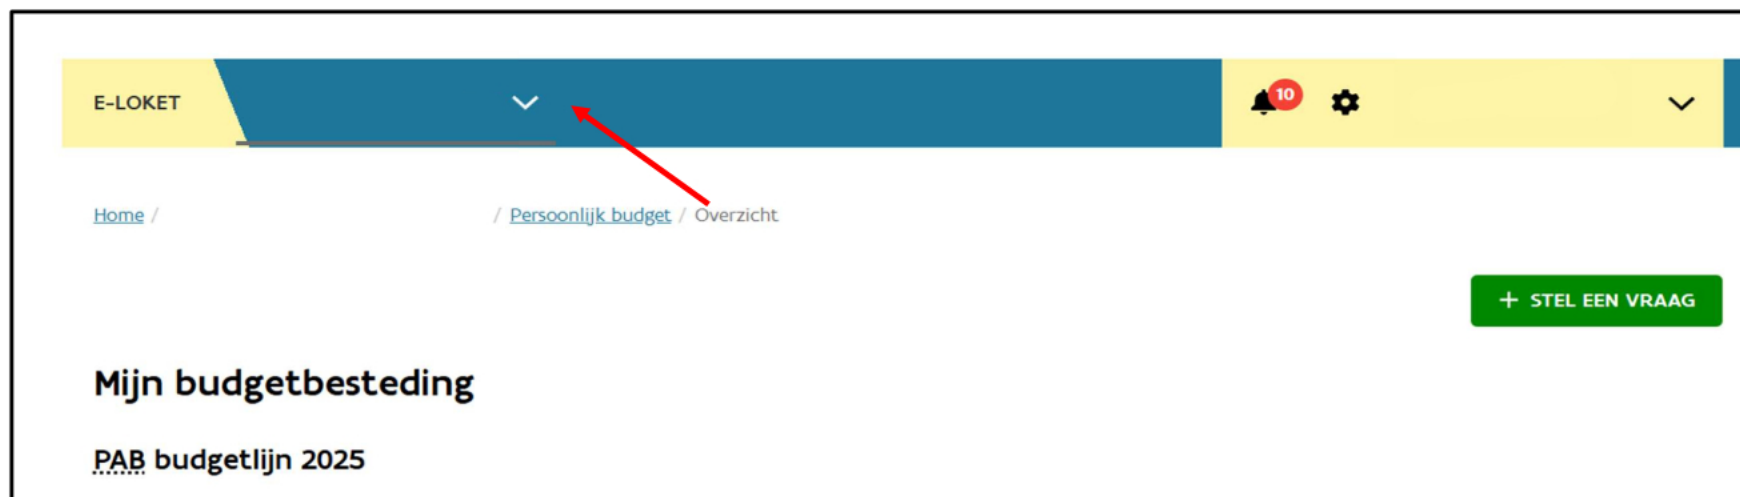 E-LOKET
10
Home / / Persoonlijk budget / Overzicht
+ STEL EEN VRAAG
Mijn budgetbesteding
PAB budgetlijn 2025